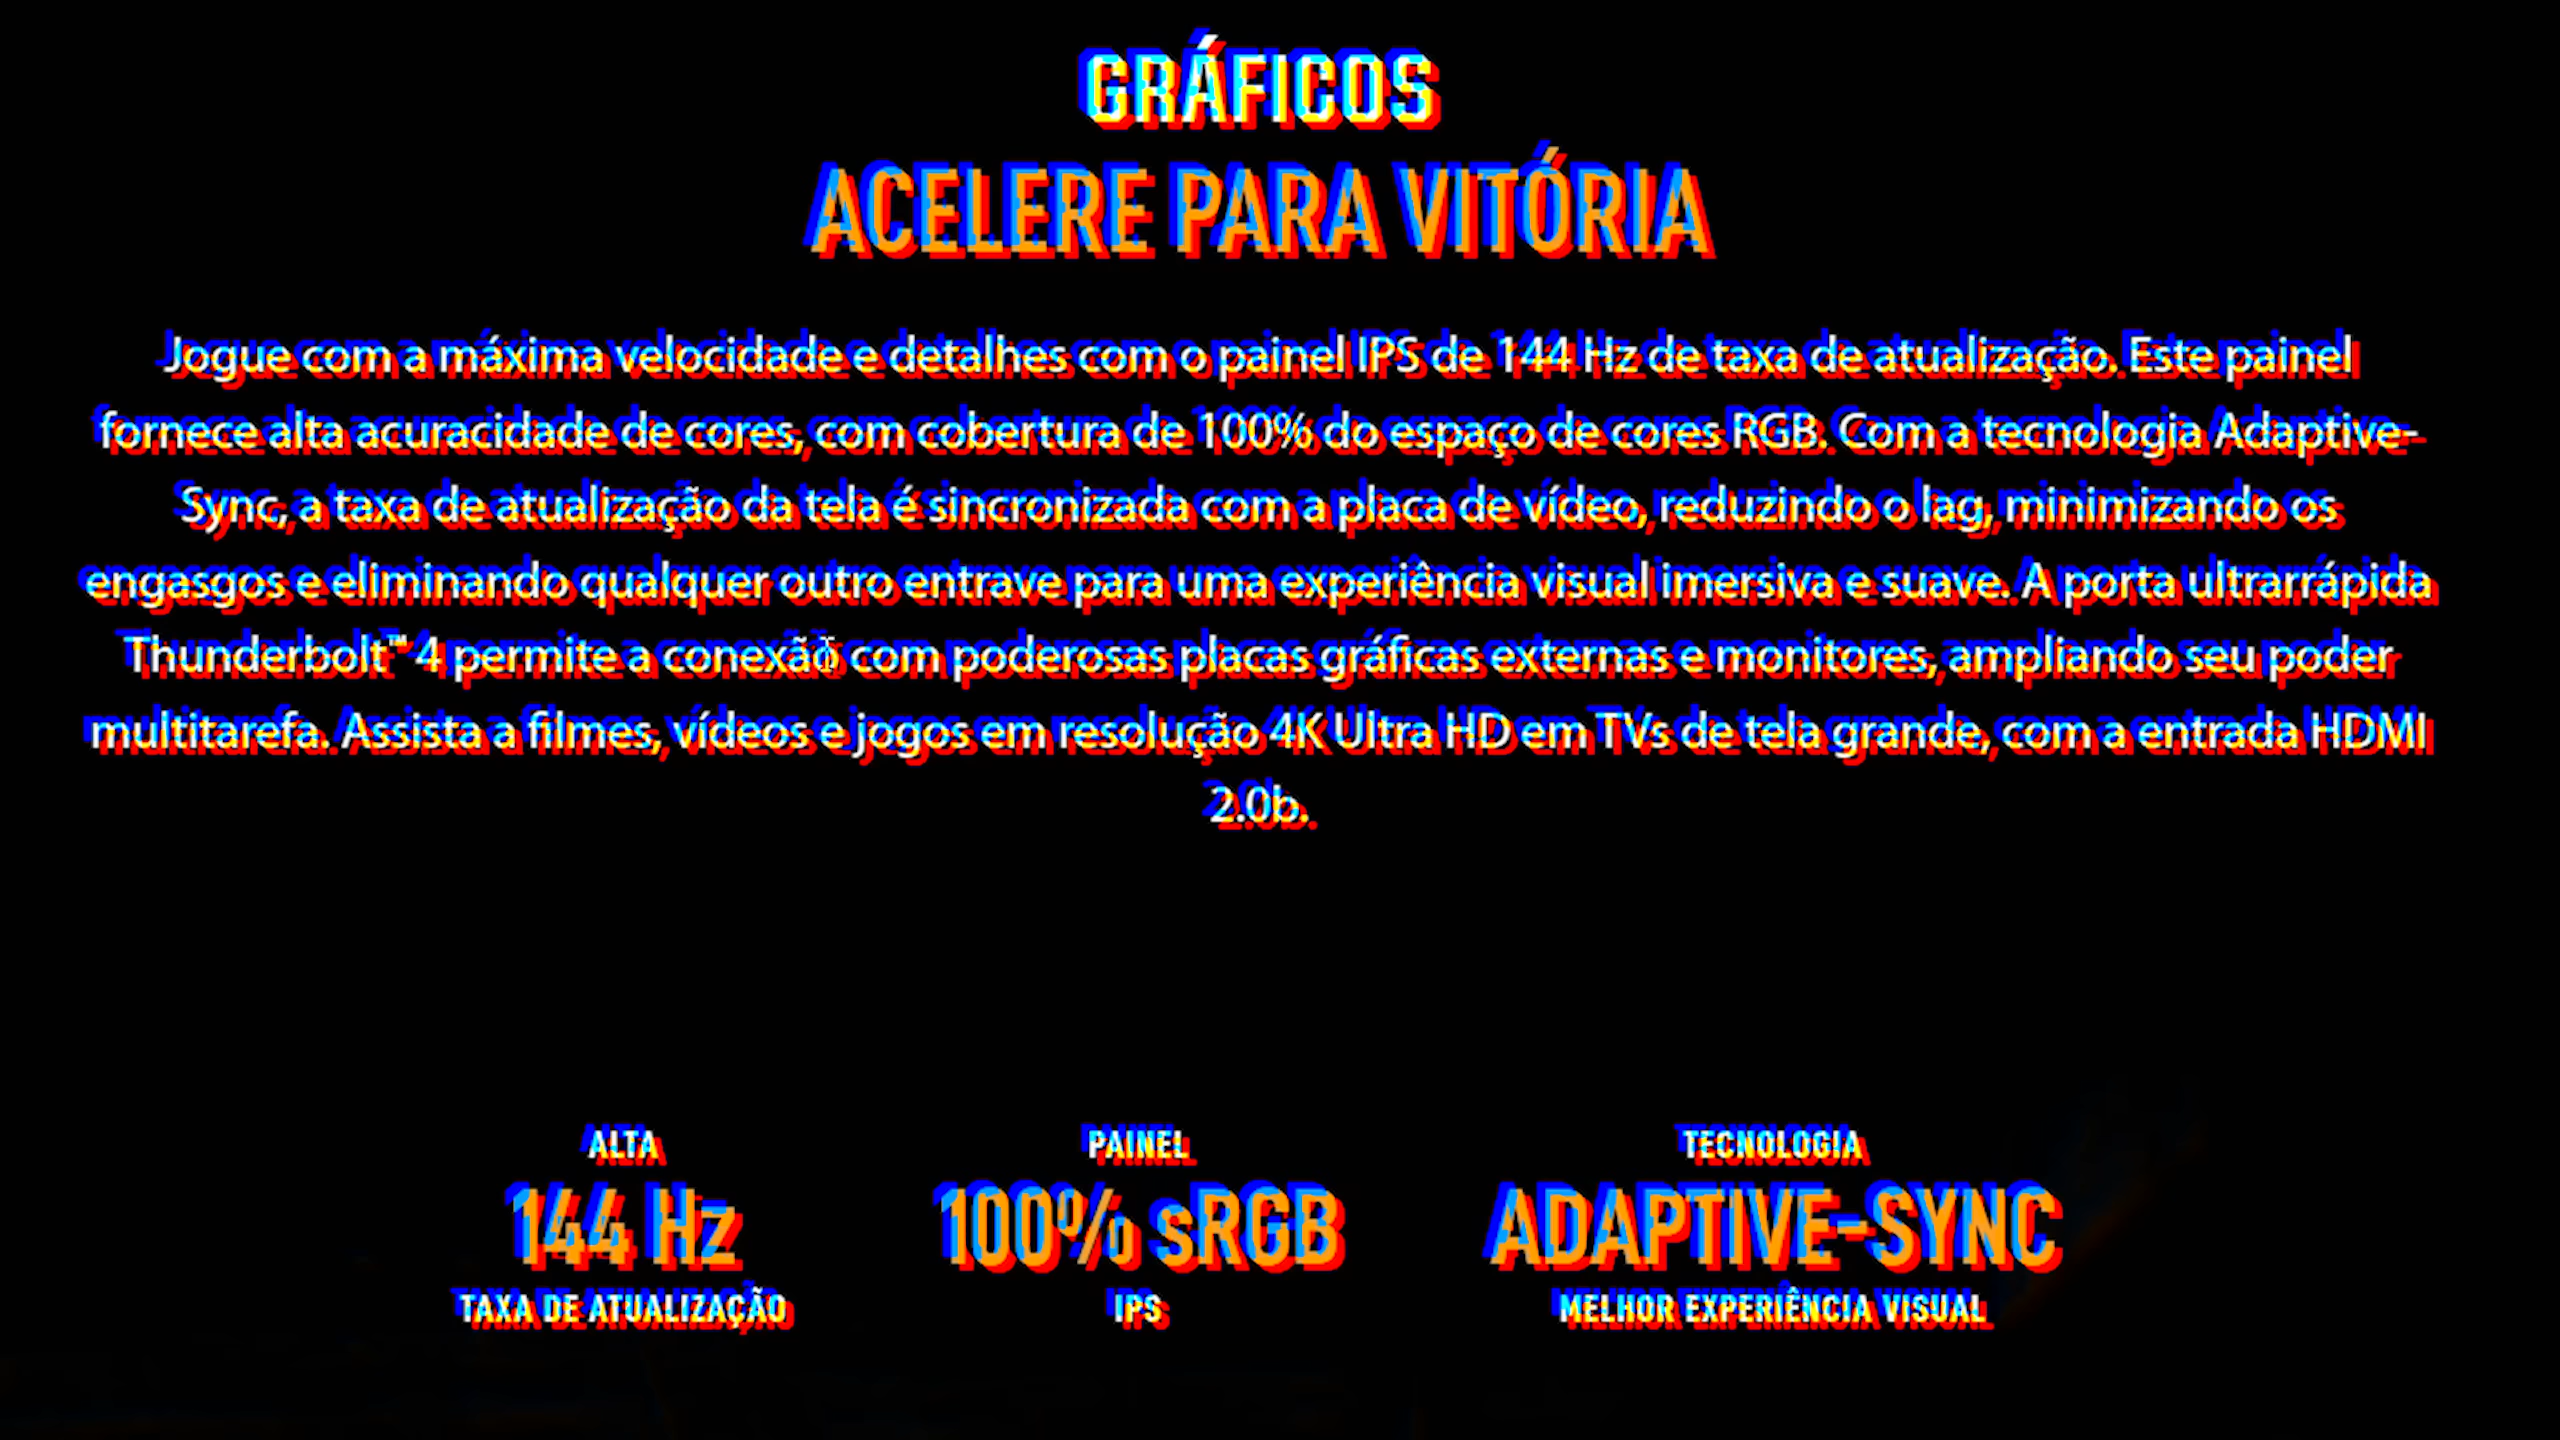 GRÁFICOS
ACELERE PARA VITÓRIA
Jogue com a máxima velocidade e detalhes com o painel IPS de 144 Hz de taxa de atualização. Este painel
fornece alta acuracidade de cores, com cobertura de 100% do espaço de cores RGB. Com a tecnologia Adaptive-
Sync, a taxa de atualização da tela é sincronizada com a placa de vídeo, reduzindo o lag, minimizando os
engasgos e eliminando qualquer outro entrave para uma experiência visual imersiva e suave. A porta ultrarrápida
Thunderbolt™ 4 permite a conexão com poderosas placas gráficas externas e monitores, ampliando seu poder
multitarefa. Assista a filmes, vídeos e jogos em resolução 4K Ultra HD em TVs de tela grande, com a entrada HDMI
2.0b.
ALTA
144 Hz
TAXA DE ATUALIZAÇÃO
PAINEL
100% sRGB
IPS
TECNOLOGIA
ADAPTIVE-SYNC
MELHOR EXPERIÊNCIA VISUAL